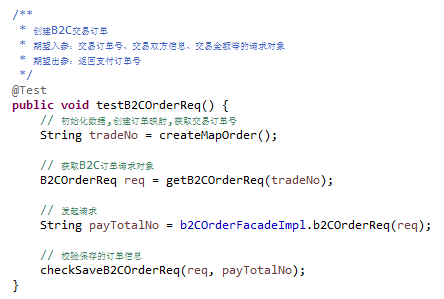 /**
 * 创建B2C交易订单
 * 期望入参：交易订单号、交易双方信息、交易金额等的请求对象
 * 期望出参：返回支付订单号
 */
@Test
public void testB2COrderReq() {
    // 初始化数据,创建订单映射,获取交易订单号
    String tradeNo = createMapOrder();

    // 获取B2C订单请求对象
    B2COrderReq req = getB2COrderReq(tradeNo);

    // 发起请求
    String payTotalNo = b2COrderFacadeImpl.b2COrderReq(req);

    // 校验保存的订单信息
    checkSaveB2COrderReq(req, payTotalNo);
}